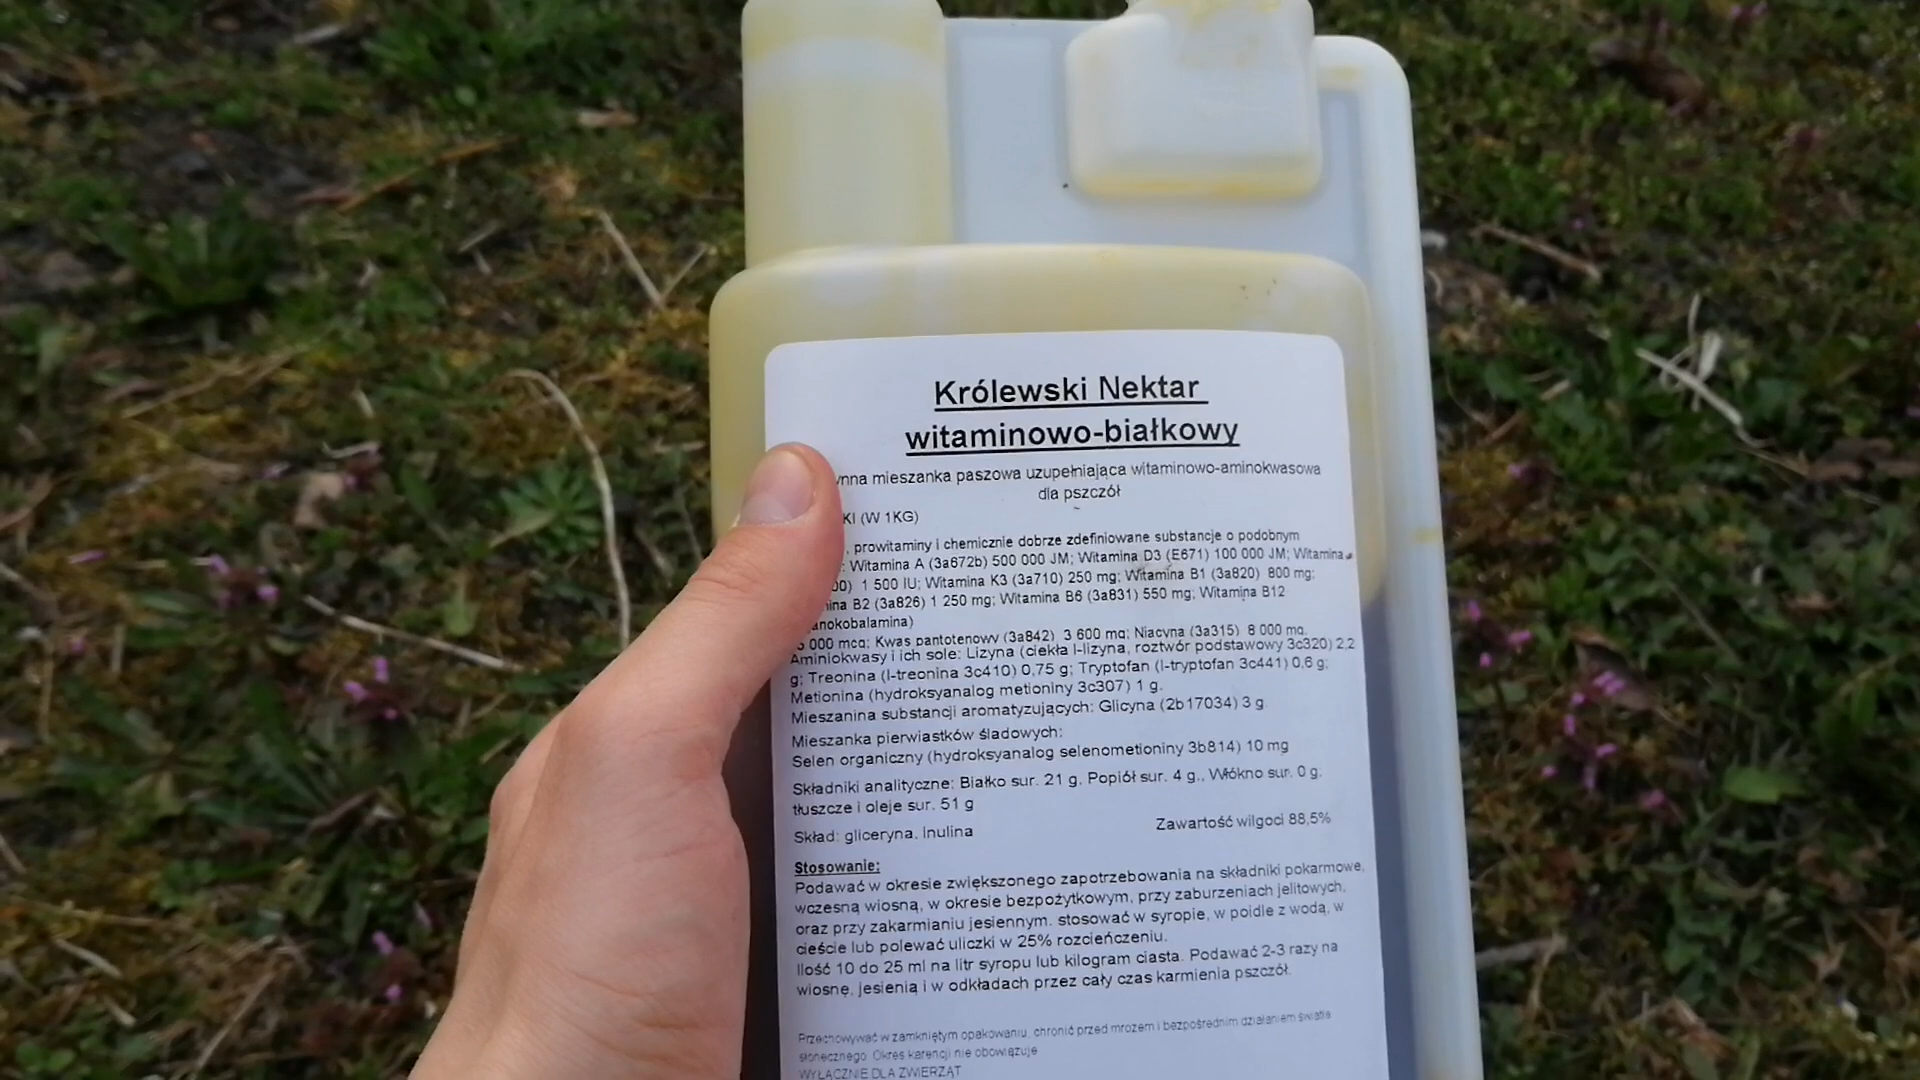 Królewski Nektar
witaminowo-białkowy
mieszanka paszowa uzupełniająca witaminowo-aminokwasowa
dla pszczół
KI (W 1KG)
, prowitaminy i chemicznie dobrze zdefiniowane substancje o podobnym
: Witamina A (3a672b) 500 000 JM; Witamina D3 (E671) 100 000 JM; Witamina
00) 1 500 IU; Witamina K3 (3a710) 250 mg; Witamina B1 (3a820) 800 mg;
ina B2 (3a826) 1 250 mg; Witamina B6 (3a831) 550 mg; Witamina B12
anokobalamina)
000 mcg; Kwas pantotenowy (3a842) 3 600 mg; Niacyna (3a315) 8 000 mg.
Aminiokwasy i ich sole: Lizyna (ciekła l-lizyna, roztwór podstawowy 3c320) 2,2
g; Treonina (l-treonina 3c410) 0,75 g; Tryptofan (l-tryptofan 3c441) 0,6 g;
Metionina (hydroksyanalog metioniny 3c307) 1 g.
Mieszanina substancji aromatyzujących: Glicyna (2b17034) 3 g.
Mieszanka pierwiastków śladowych:
Selen organiczny (hydroksyanalog selenometioniny 3b814) 10 mg
Składniki analityczne: Białko sur. 21 g, Popiół sur. 4 g., Włókno sur. 0 g.
tłuszcze i oleje sur. 51 g
Skład: gliceryna, Inulina Zawartość wilgoci 88,5%
Stosowanie:
Podawać w okresie zwiększonego zapotrzebowania na składniki pokarmowe,
wczesną wiosną, w okresie bezpożytkowym, przy zaburzeniach jelitowych,
oraz przy zakarmianiu jesiennym. stosować w syropie, w poidle z wodą, w
cieście lub polewać uliczki w 25% rozcieńczeniu.
Ilość 10 do 25 ml na litr syropu lub kilogram ciasta. Podawać 2-3 razy na
wiosnę, jesienią i w odkładach przez cały czas karmienia pszczół.
Przechowywać w zamkniętym opakowaniu, chronić przed mrozem i bezpośrednim działaniem światła
słonecznego. Okres karencji nie obowiązuje
WYŁĄCZNIE DLA ZWIERZĄT